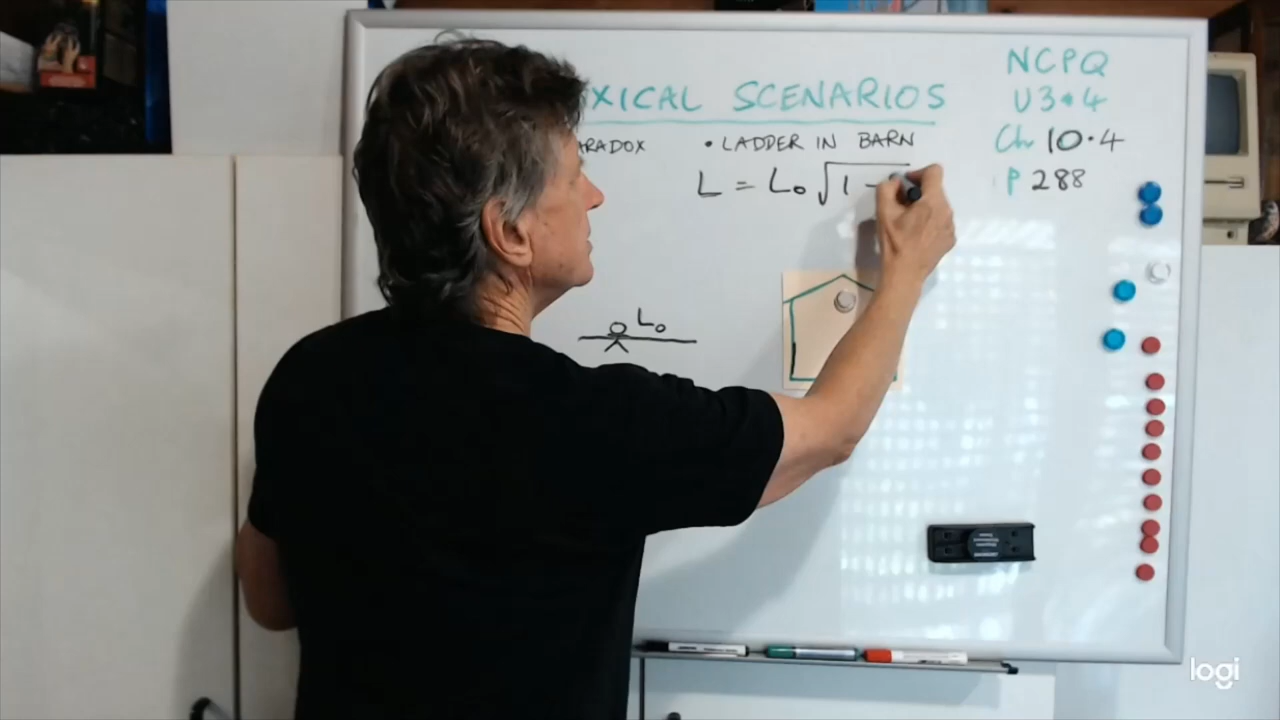 XICAL SCENARIOS
ARADOX • LADDER IN BARN
L = L₀ √1 -
L₀
NCPQ
U3&4
Ch 10.4
P 288
logi